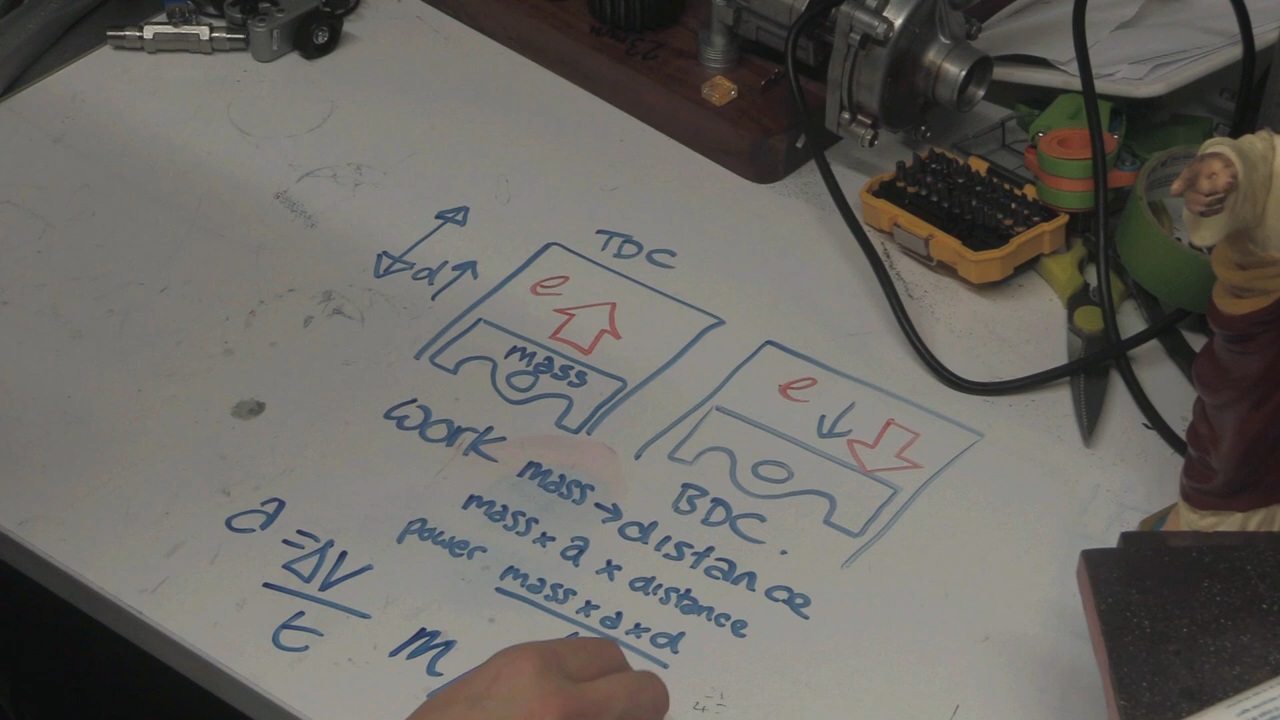 TDC
d↑
e
mass
e ↓
BDC.
work
mass → distance
mass x a x distance
power mass x a x d
a = ΔV
t
m